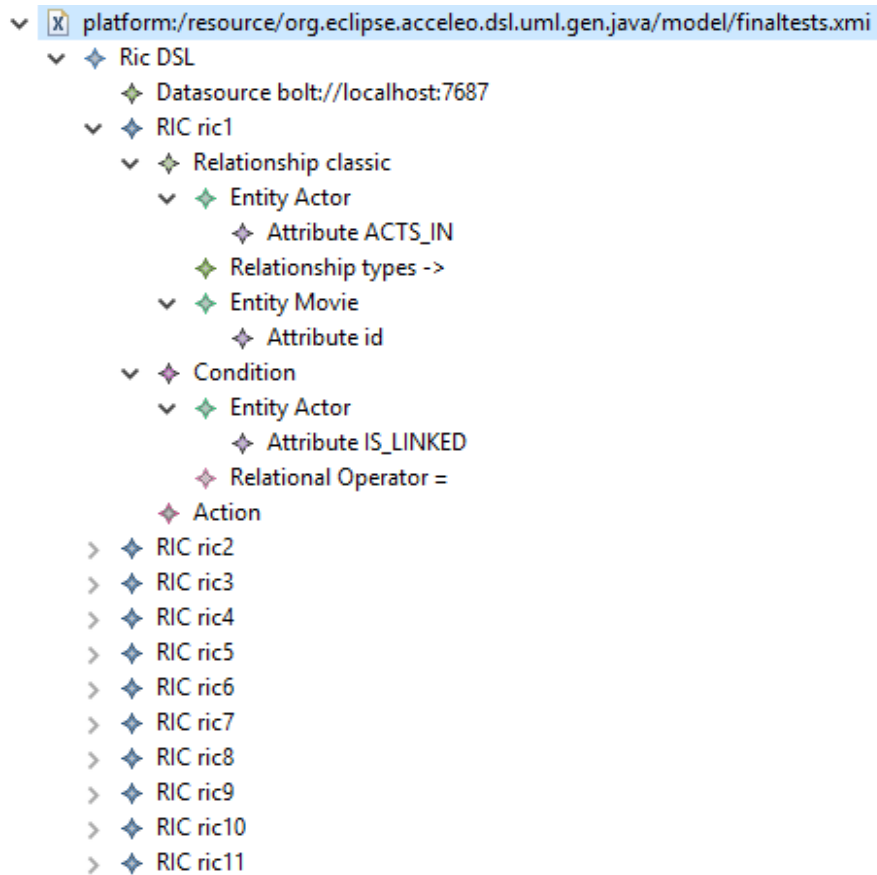 platform:/resource/org.eclipse.acceleo.dsl.uml.gen.java/model/finaltests.xmi
Ric DSL
Datasource bolt://localhost:7687
RIC ric1
Relationship classic
Entity Actor
Attribute ACTS_IN
Relationship types ->
Entity Movie
Attribute id
Condition
Entity Actor
Attribute IS_LINKED
Relational Operator =
Action
RIC ric2
RIC ric3
RIC ric4
RIC ric5
RIC ric6
RIC ric7
RIC ric8
RIC ric9
RIC ric10
RIC ric11